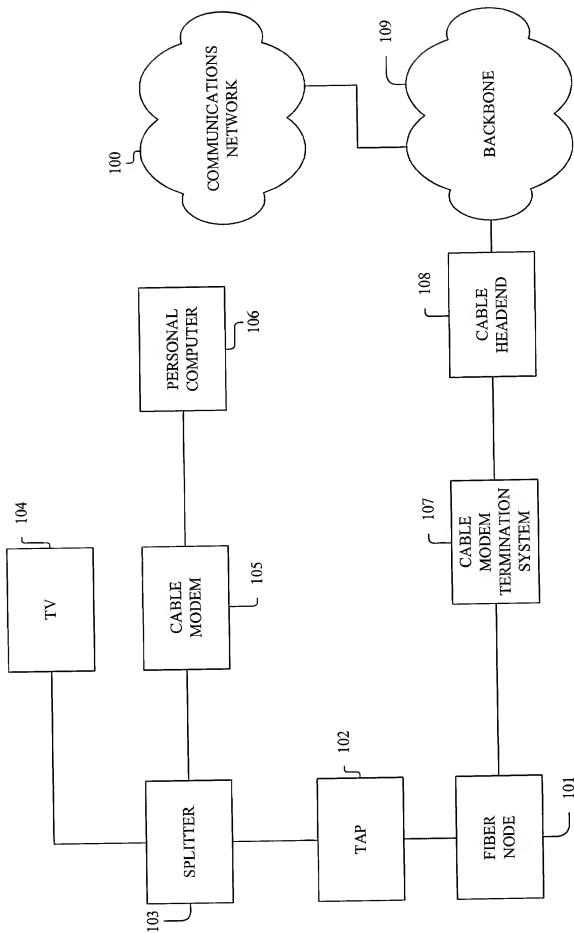 104
TV
100
COMMUNICATIONS
NETWORK
PERSONAL
COMPUTER
106
CABLE
MODEM
105
103
SPLITTER
102
TAP
109
BACKBONE
108
CABLE
HEADEND
107
CABLE
MODEM
TERMINATION
SYSTEM
FIBER
NODE
101